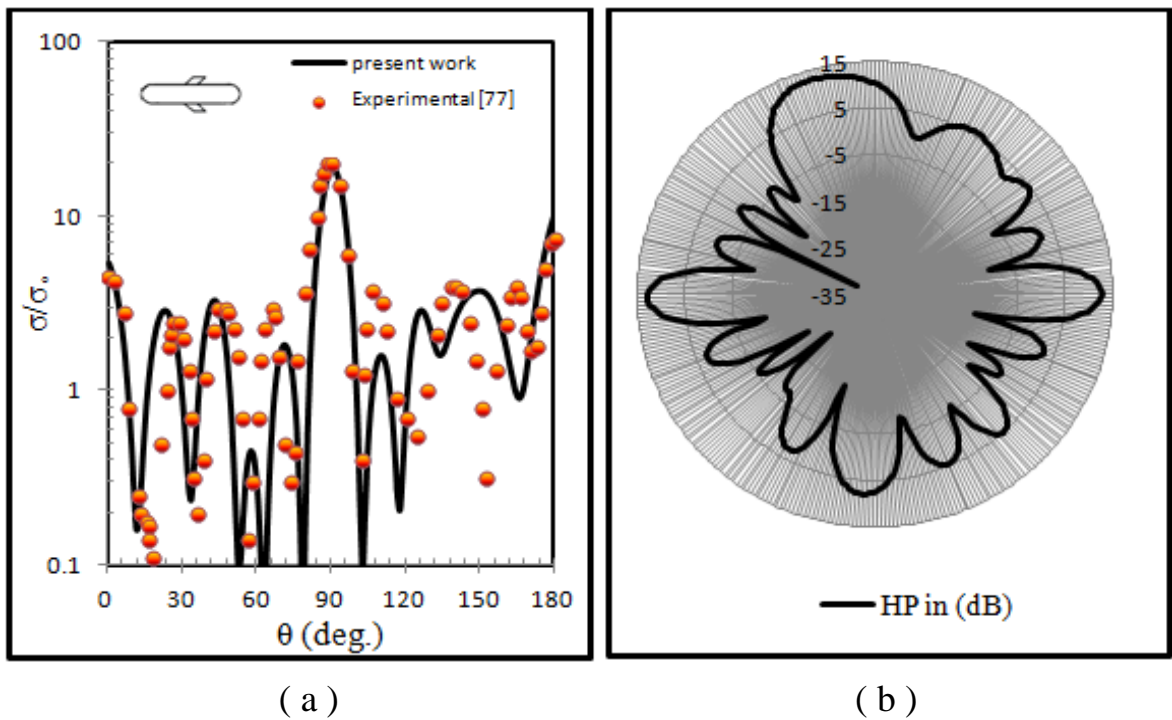 100
10
1
0.1
σ/σ。
present work
Experimental [77]
0 30 60 90 120 150 180
θ (deg.)
15
5
-5
-15
-25
-35
HP in (dB)
( a )
( b )